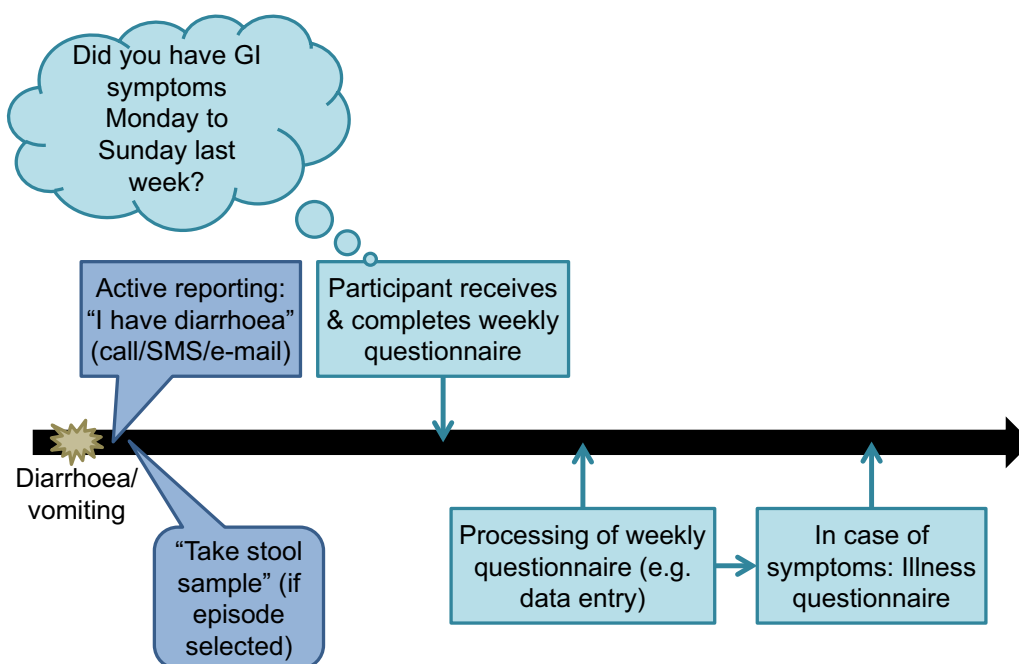 Did you have GI
symptoms
Monday to
Sunday last
week?
Active reporting:
“I have diarrhoea”
(call/SMS/e-mail)
Participant receives
& completes weekly
questionnaire
Diarrhoea/
vomiting
“Take stool
sample” (if
episode
selected)
Processing of weekly
questionnaire (e.g.
data entry)
In case of
symptoms: Illness
questionnaire